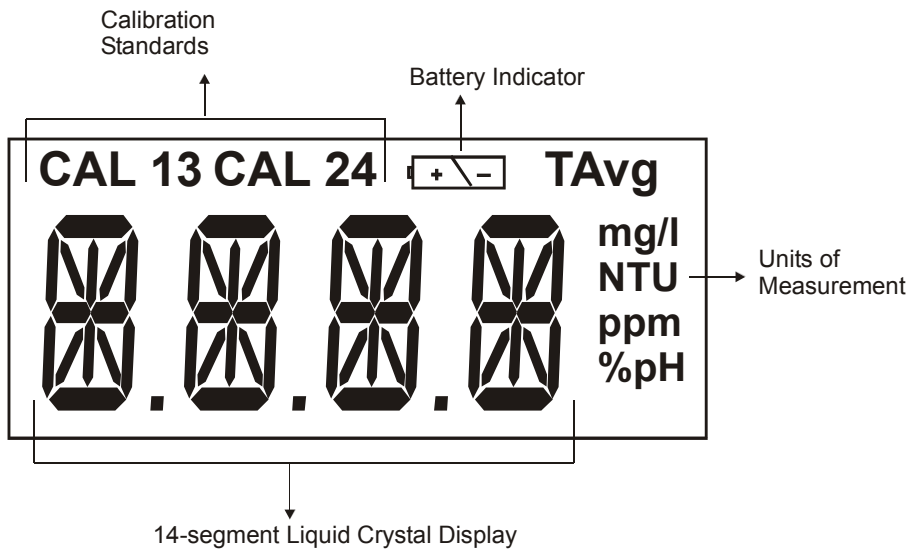 Calibration
Standards
Battery Indicator
CAL 13 CAL 24 + - TAvg
mg/l
NTU
ppm
%pH
Units of
Measurement
14-segment Liquid Crystal Display